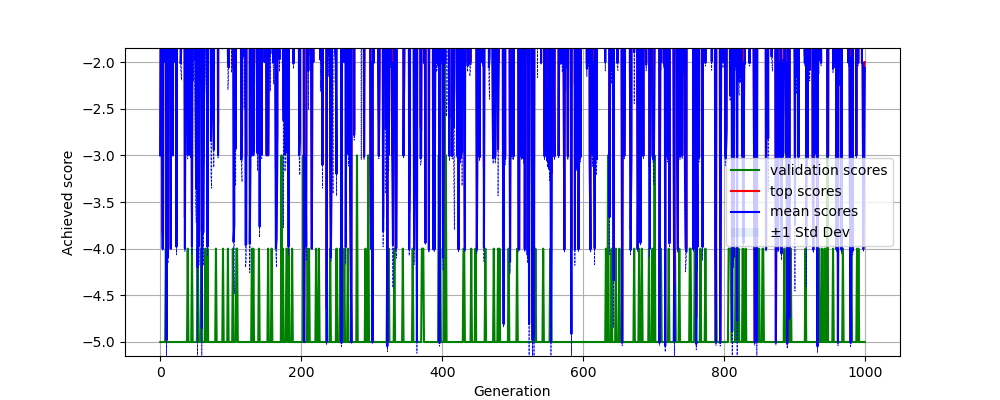 −2.0
−2.5
−3.0
−3.5
−4.0
−4.5
−5.0
Achieved score
validation scores
top scores
mean scores
±1 Std Dev
0
200
400
600
800
1000
Generation